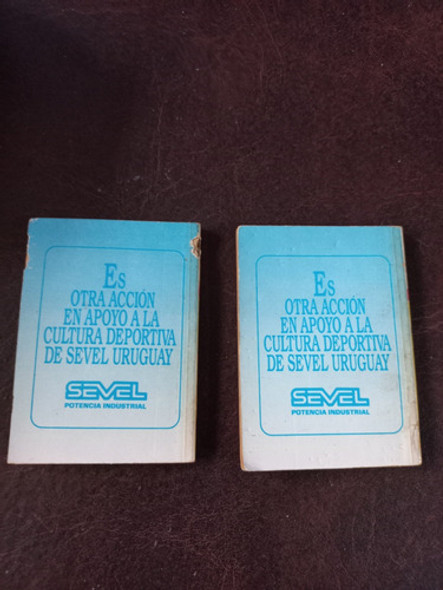 Es
OTRA ACCIÓN
EN APOYO A LA
CULTURA DEPORTIVA
DE SEVEL URUGUAY
SEVEL
POTENCIA INDUSTRIAL
Es
OTRA ACCIÓN
EN APOYO A LA
CULTURA DEPORTIVA
DE SEVEL URUGUAY
SEVEL
POTENCIA INDUSTRIAL